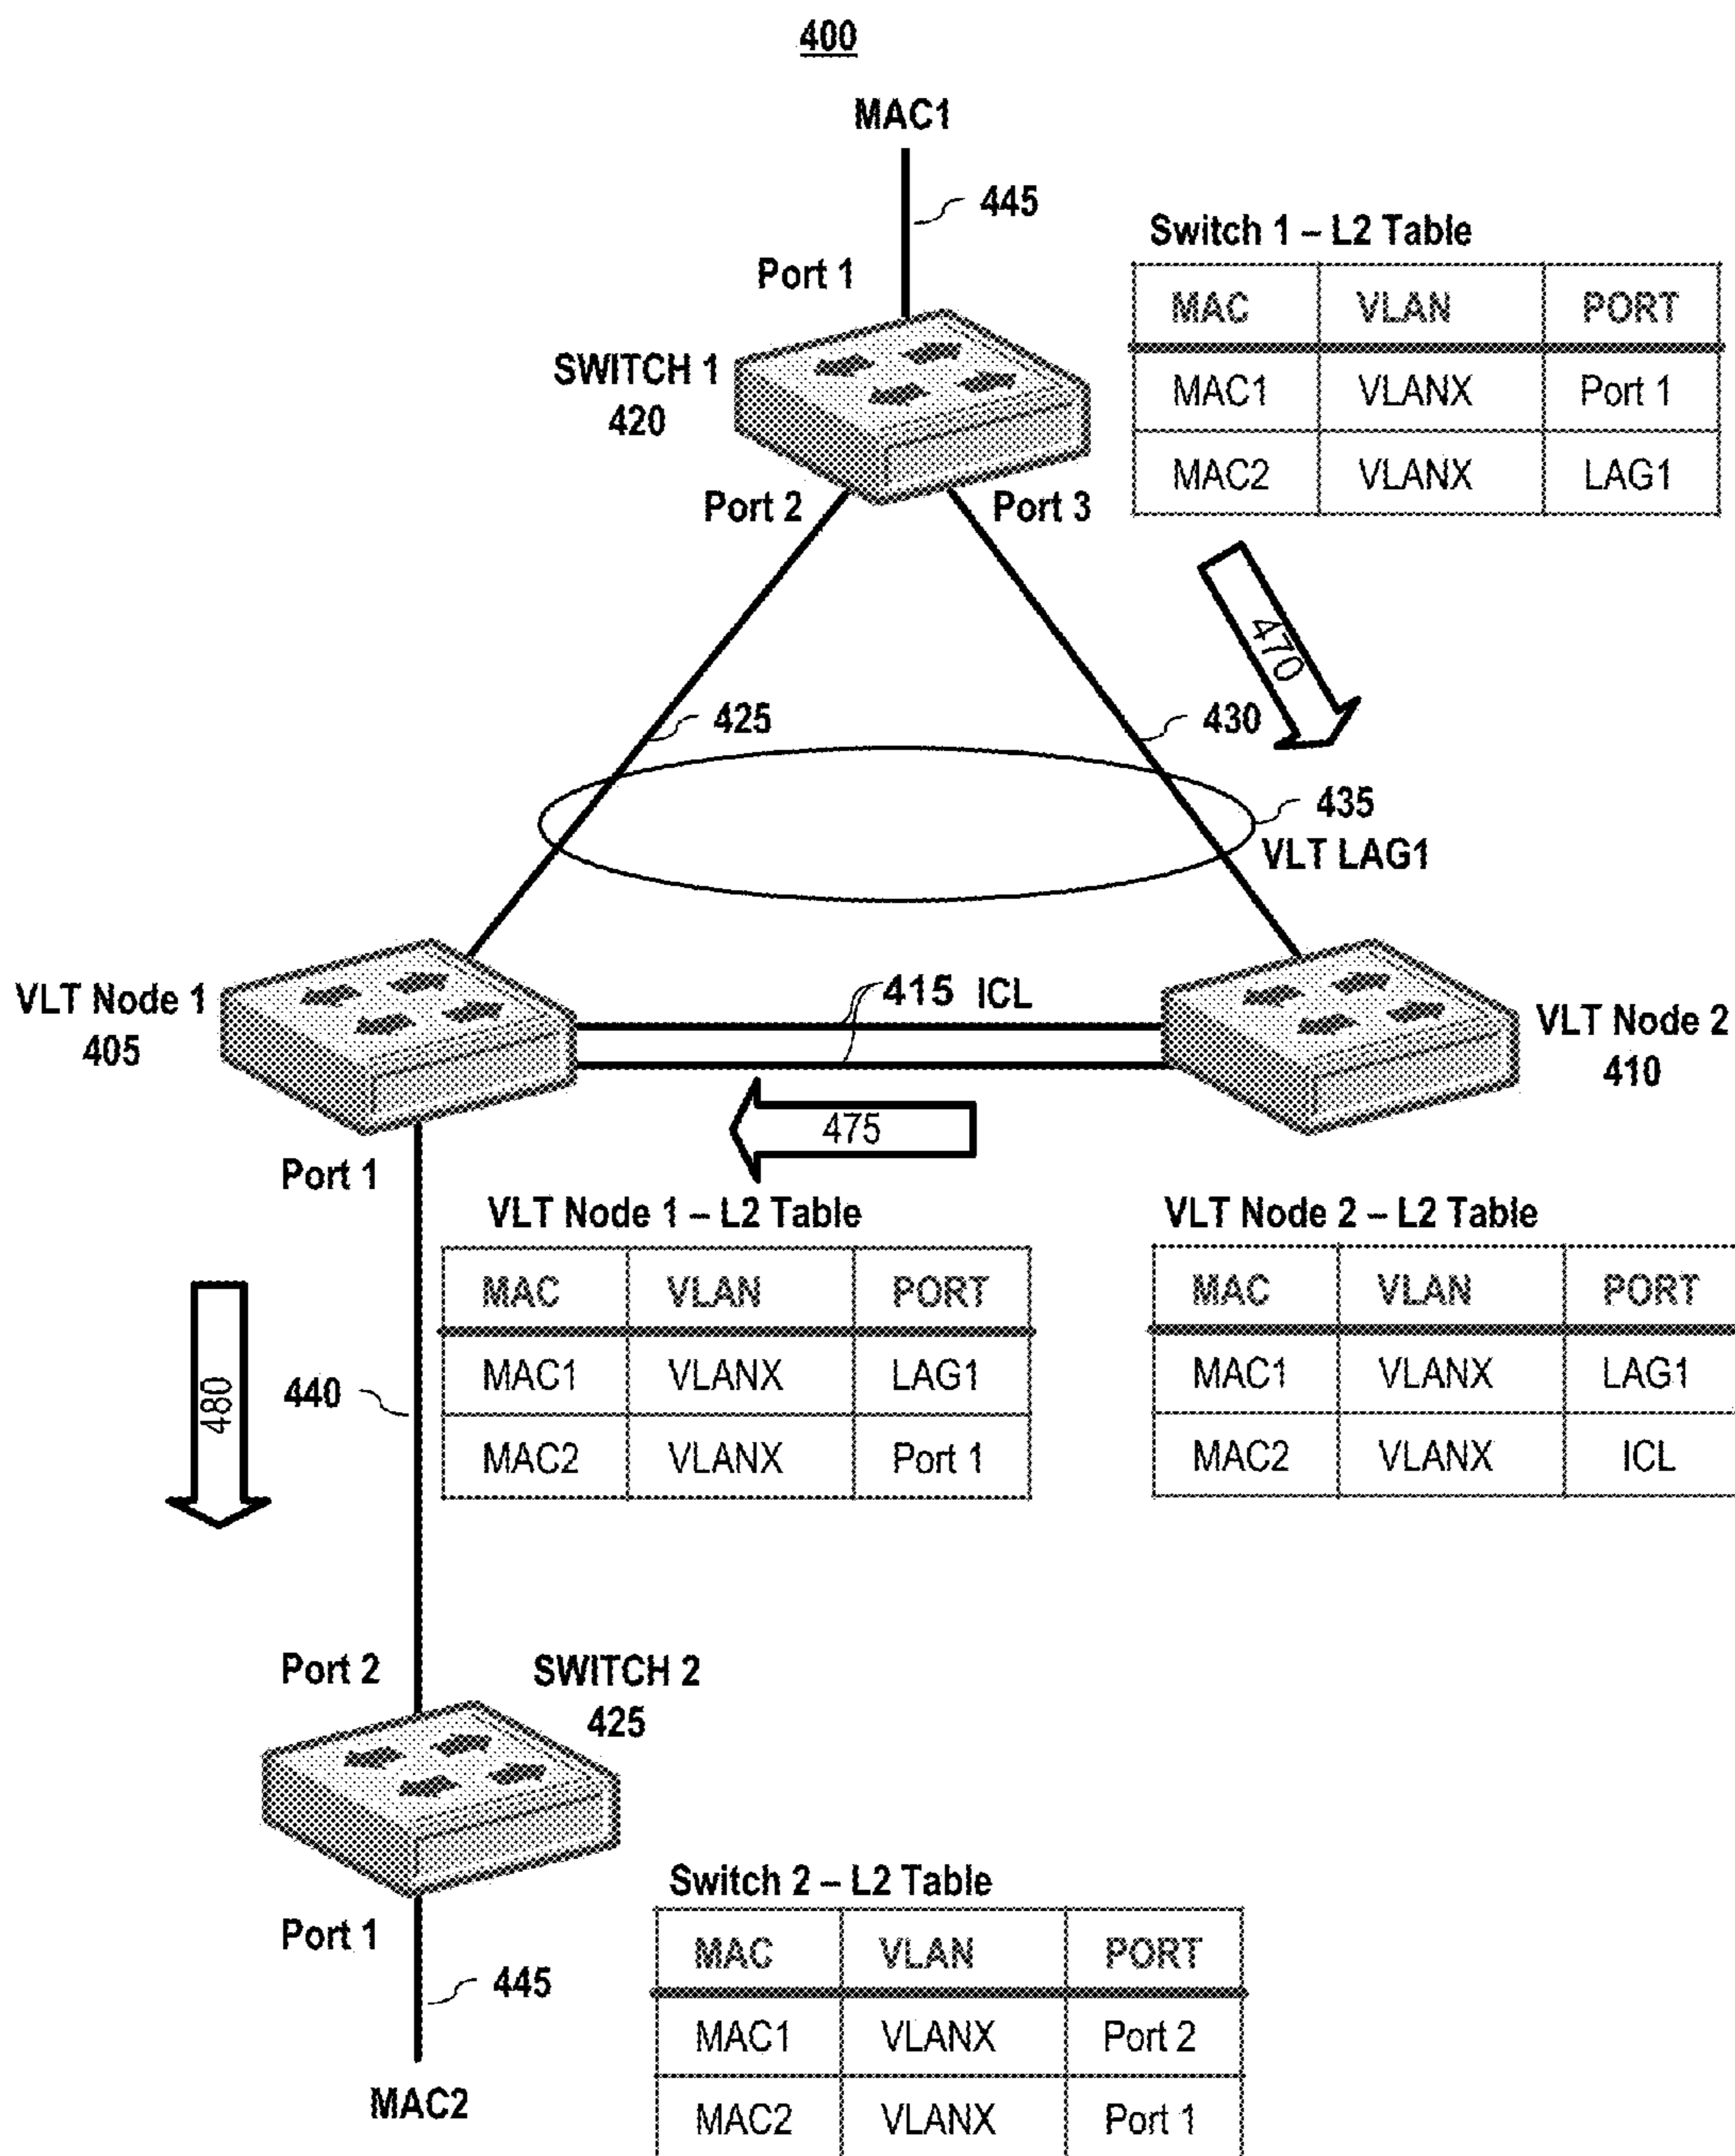 400
MAC1
445
Port 1
SWITCH 1
420
Port 2
Port 3
Switch 1 – L2 Table
MAC VLAN PORT
MAC1 VLANX Port 1
MAC2 VLANX LAG1
470
425
430
435
VLT LAG1
VLT Node 1
405
415 ICL
VLT Node 2
410
475
Port 1
VLT Node 1 – L2 Table
MAC VLAN PORT
MAC1 VLANX LAG1
MAC2 VLANX Port 1
VLT Node 2 – L2 Table
MAC VLAN PORT
MAC1 VLANX LAG1
MAC2 VLANX ICL
480
440
Port 2
SWITCH 2
425
Port 1
445
MAC2
Switch 2 – L2 Table
MAC VLAN PORT
MAC1 VLANX Port 2
MAC2 VLANX Port 1